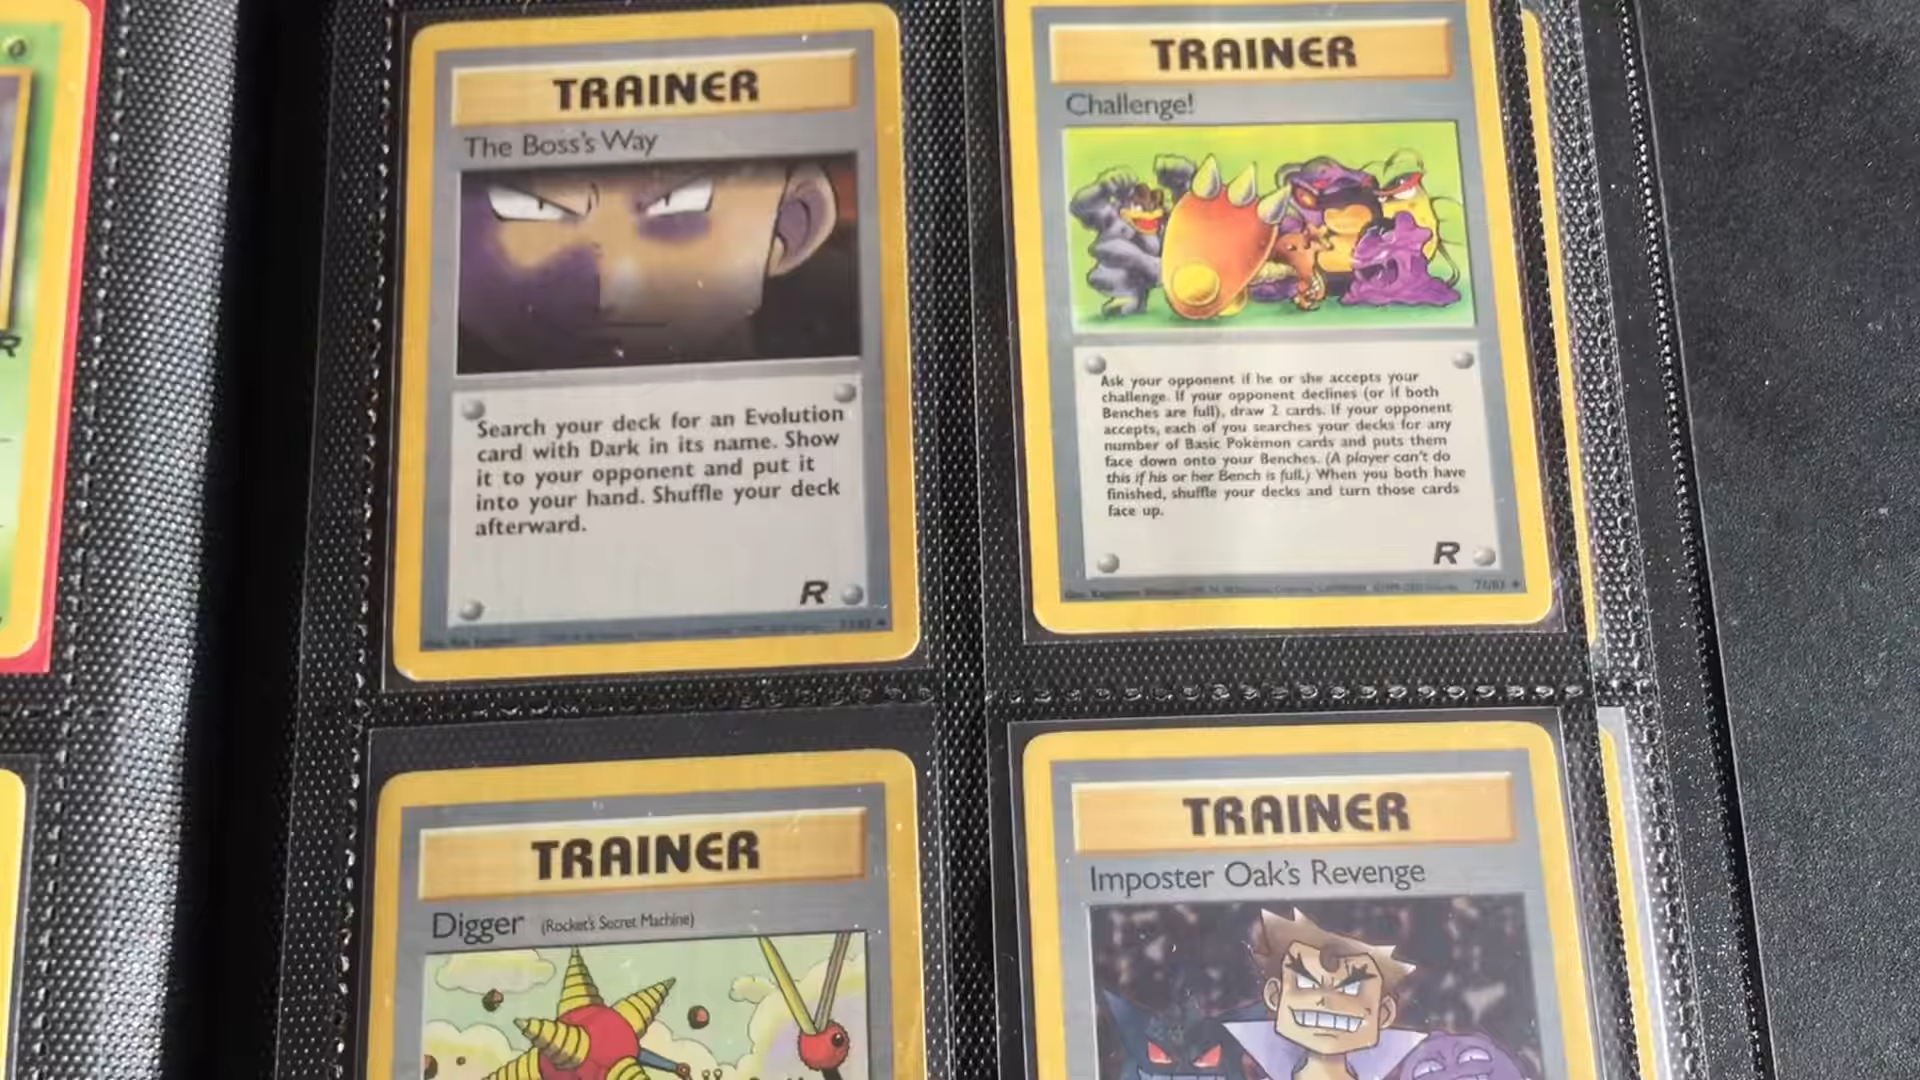 TRAINER
The Boss's Way
Search your deck for an Evolution
card with Dark in its name. Show
it to your opponent and put it
into your hand. Shuffle your deck
afterward.
R
TRAINER
Challenge!
Ask your opponent if he or she accepts your
challenge. If your opponent declines (or if both
Benches are full), draw 2 cards. If your opponent
accepts, each of you searches your decks for any
number of Basic Pokémon cards and puts them
face down onto your Benches. (A player can't do
this if his or her Bench is full.) When you both have
finished, shuffle your decks and turn those cards
face up.
R
TRAINER
Digger (Rocket's Secret Machine)
TRAINER
Imposter Oak's Revenge
R